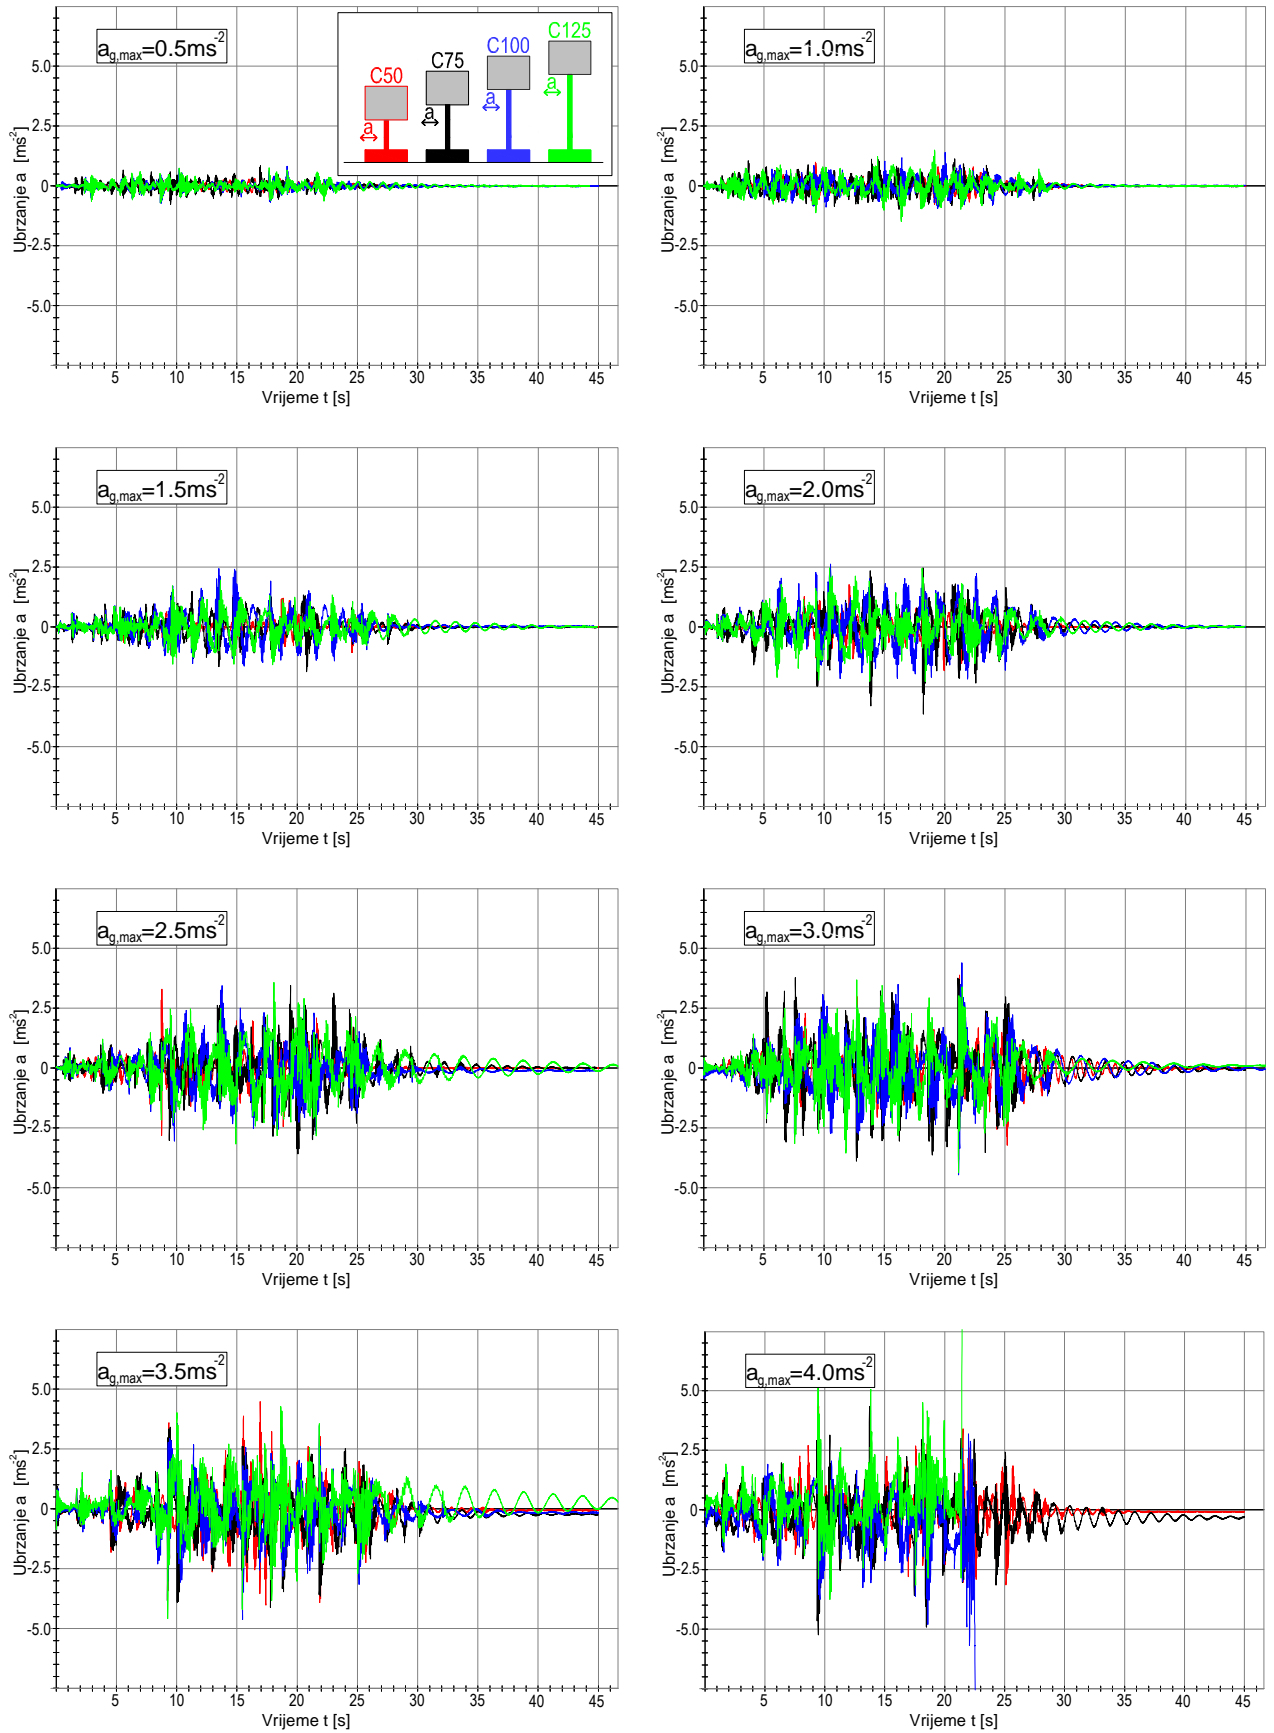 a_g,max=0.5ms^-2
C50
C75
C100
C125
a
a
a
a
5.0
2.5
0
-2.5
-5.0
Ubrzanje a [ms^-2]
5 10 15 20 25 30 35 40 45
Vrijeme t [s]
a_g,max=1.0ms^-2
5.0
2.5
0
-2.5
-5.0
Ubrzanje a [ms^-2]
5 10 15 20 25 30 35 40 45
Vrijeme t [s]
a_g,max=1.5ms^-2
5.0
2.5
0
-2.5
-5.0
Ubrzanje a [ms^-2]
5 10 15 20 25 30 35 40 45
Vrijeme t [s]
a_g,max=2.0ms^-2
5.0
2.5
0
-2.5
-5.0
Ubrzanje a [ms^-2]
5 10 15 20 25 30 35 40 45
Vrijeme t [s]
a_g,max=2.5ms^-2
5.0
2.5
0
-2.5
-5.0
Ubrzanje a [ms^-2]
5 10 15 20 25 30 35 40 45
Vrijeme t [s]
a_g,max=3.0ms^-2
5.0
2.5
0
-2.5
-5.0
Ubrzanje a [ms^-2]
5 10 15 20 25 30 35 40 45
Vrijeme t [s]
a_g,max=3.5ms^-2
5.0
2.5
0
-2.5
-5.0
Ubrzanje a [ms^-2]
5 10 15 20 25 30 35 40 45
Vrijeme t [s]
a_g,max=4.0ms^-2
5.0
2.5
0
-2.5
-5.0
Ubrzanje a [ms^-2]
5 10 15 20 25 30 35 40 45
Vrijeme t [s]